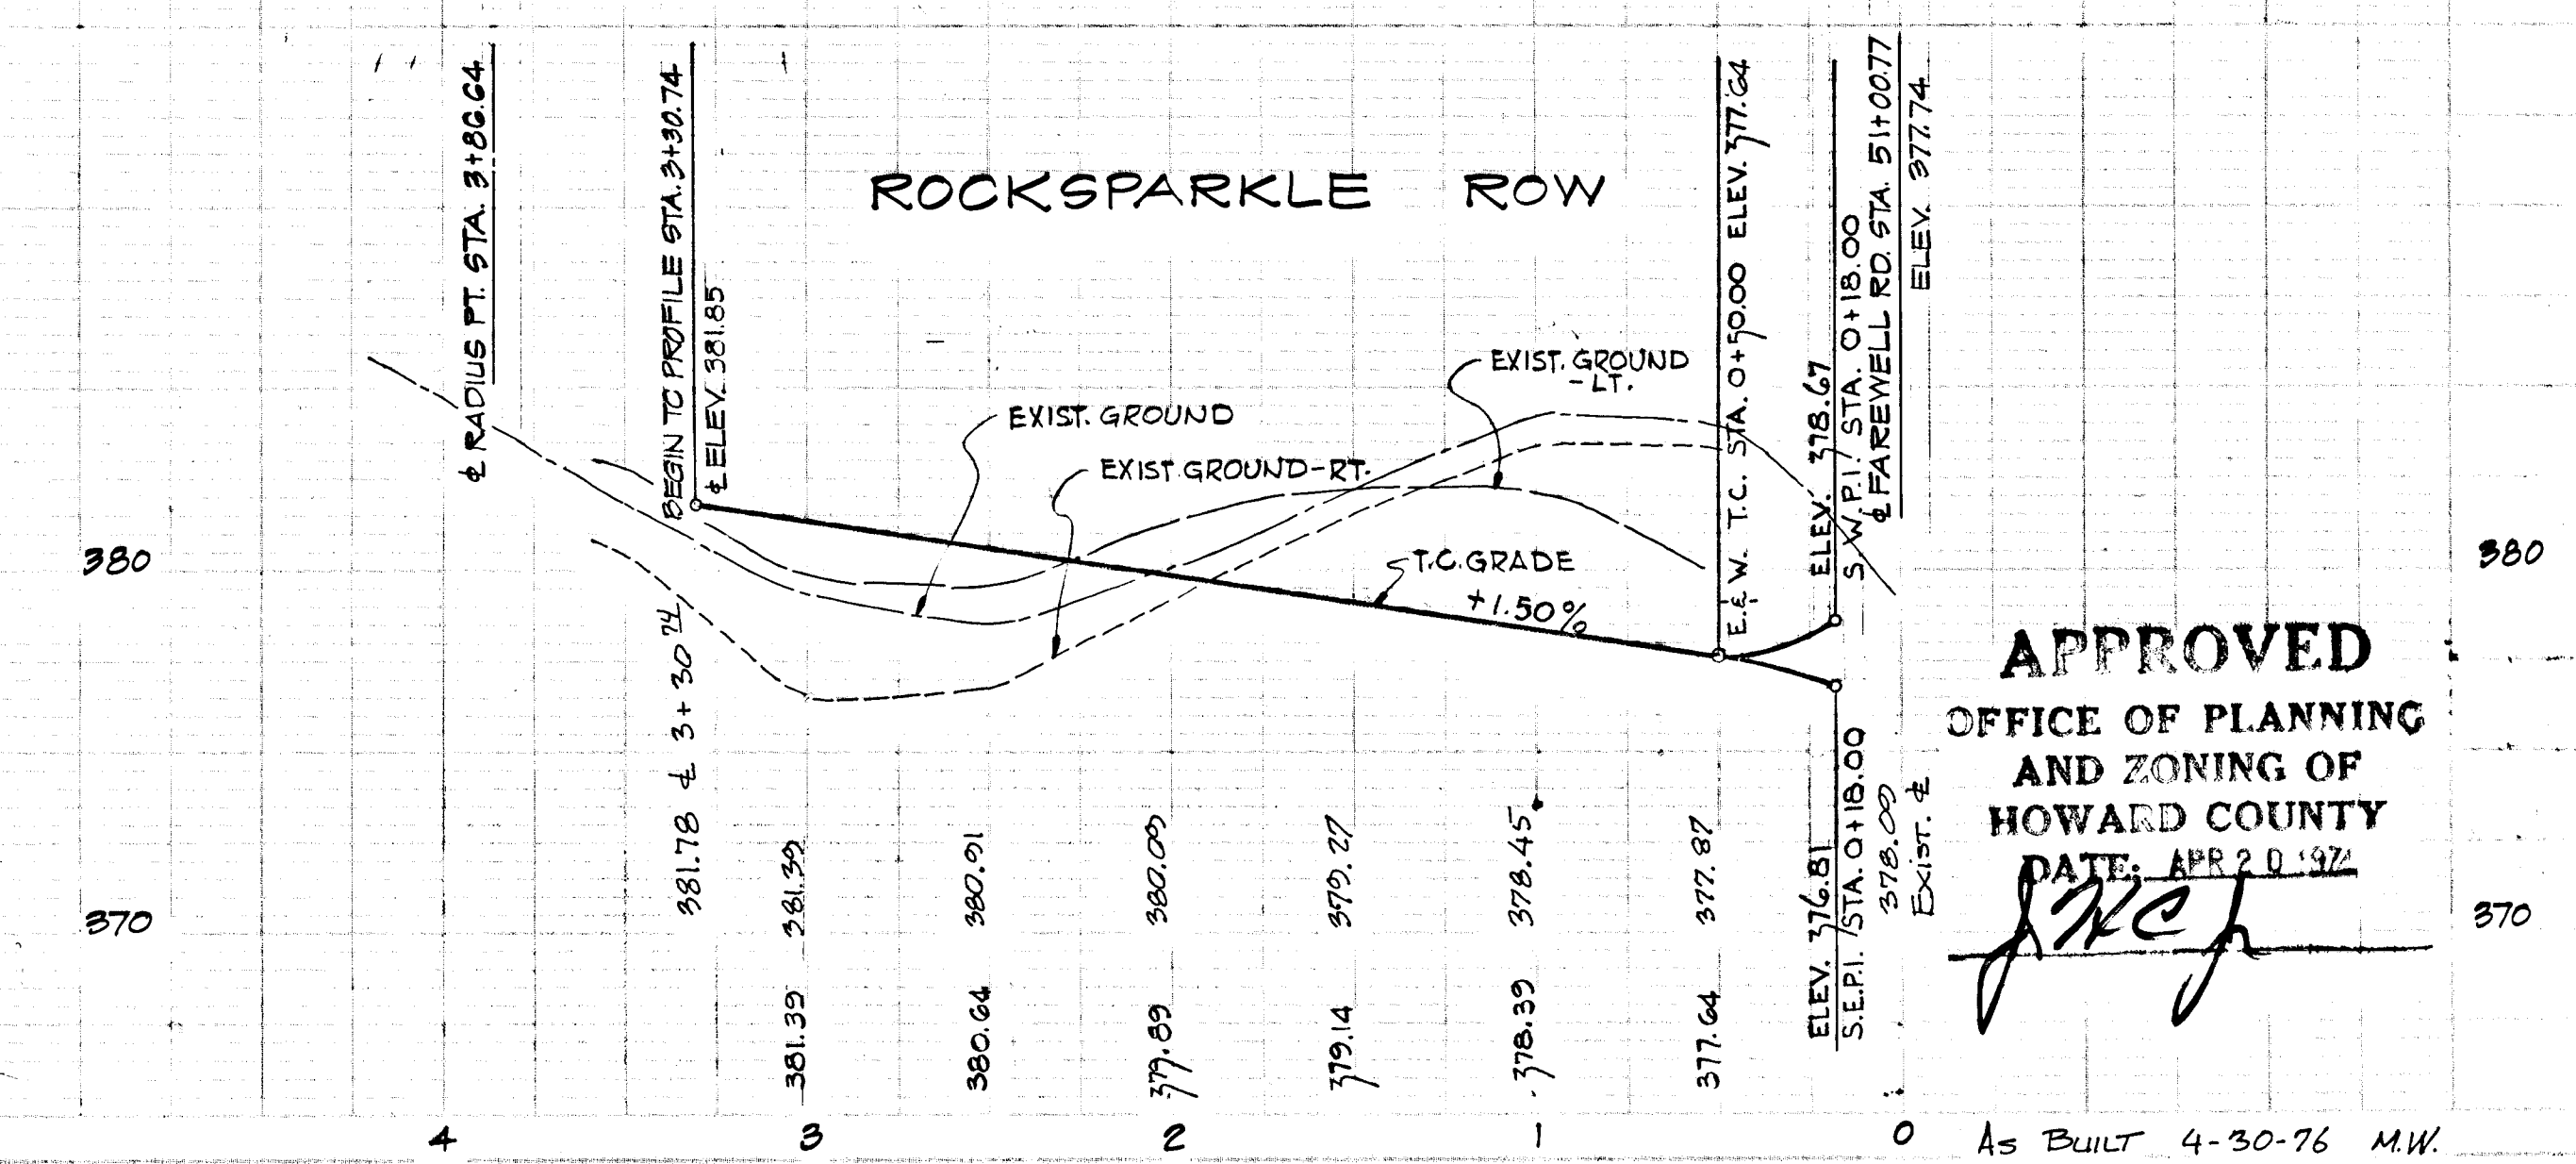 ROCKSPARKLE ROW
℄ RADIUS PT. STA. 3+86.64
BEGIN TC PROFILE STA. 3+30.74
℄ ELEV. 381.85
E. & W. T.C. STA. 0+50.00 ELEV. 377.64
ELEV. 378.67
S.W.P.I. STA. 0+18.00
℄ FAREWELL RD. STA. 51+00.77
ELEV. 377.74
EXIST. GROUND
-LT.
EXIST. GROUND
EXIST. GROUND-RT.
T.C. GRADE
+1.50%
380
380
370
370
381.78 ℄ 3+30 74
381.39
380.91
380.09
379.27
378.45
377.87
381.39
380.64
379.89
379.14
378.39
377.64
ELEV. 376.81
S.E.P.I. STA. 0+18.00
378.09
EXIST. ℄
APPROVED
OFFICE OF PLANNING
AND ZONING OF
HOWARD COUNTY
DATE: APR 20
4
3
2
1
0
AS BUILT 4-30-76 M.W.